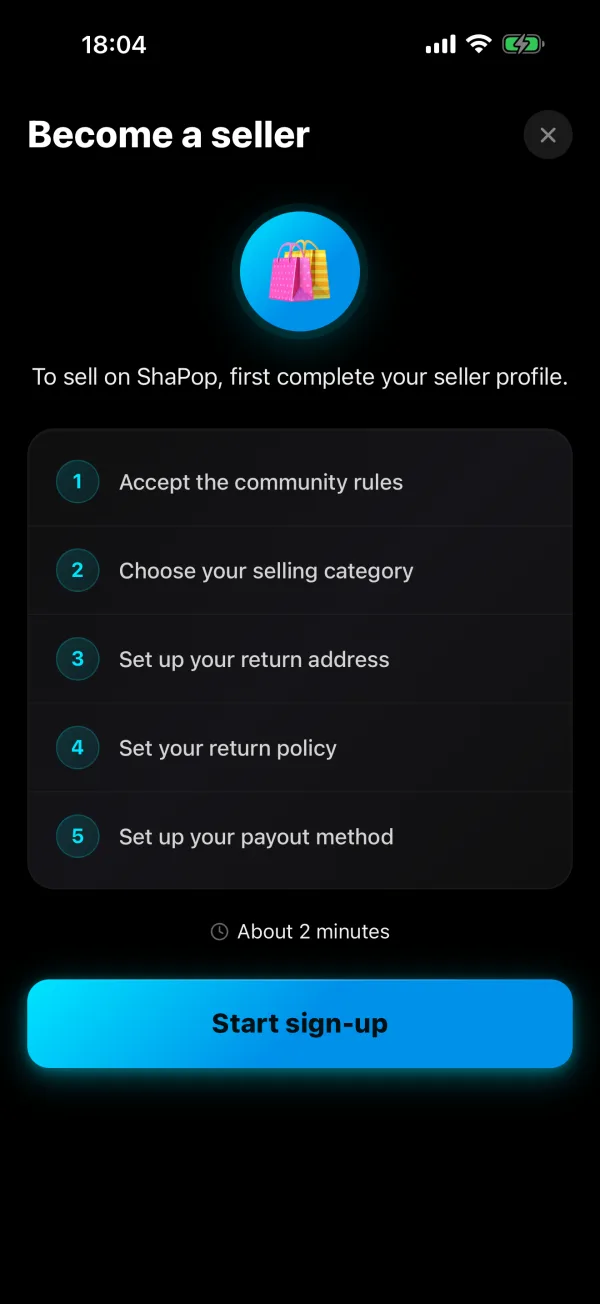 18:04
Become a seller
To sell on ShaPop, first complete your seller profile.
1 Accept the community rules
2 Choose your selling category
3 Set up your return address
4 Set your return policy
5 Set up your payout method
About 2 minutes
Start sign-up